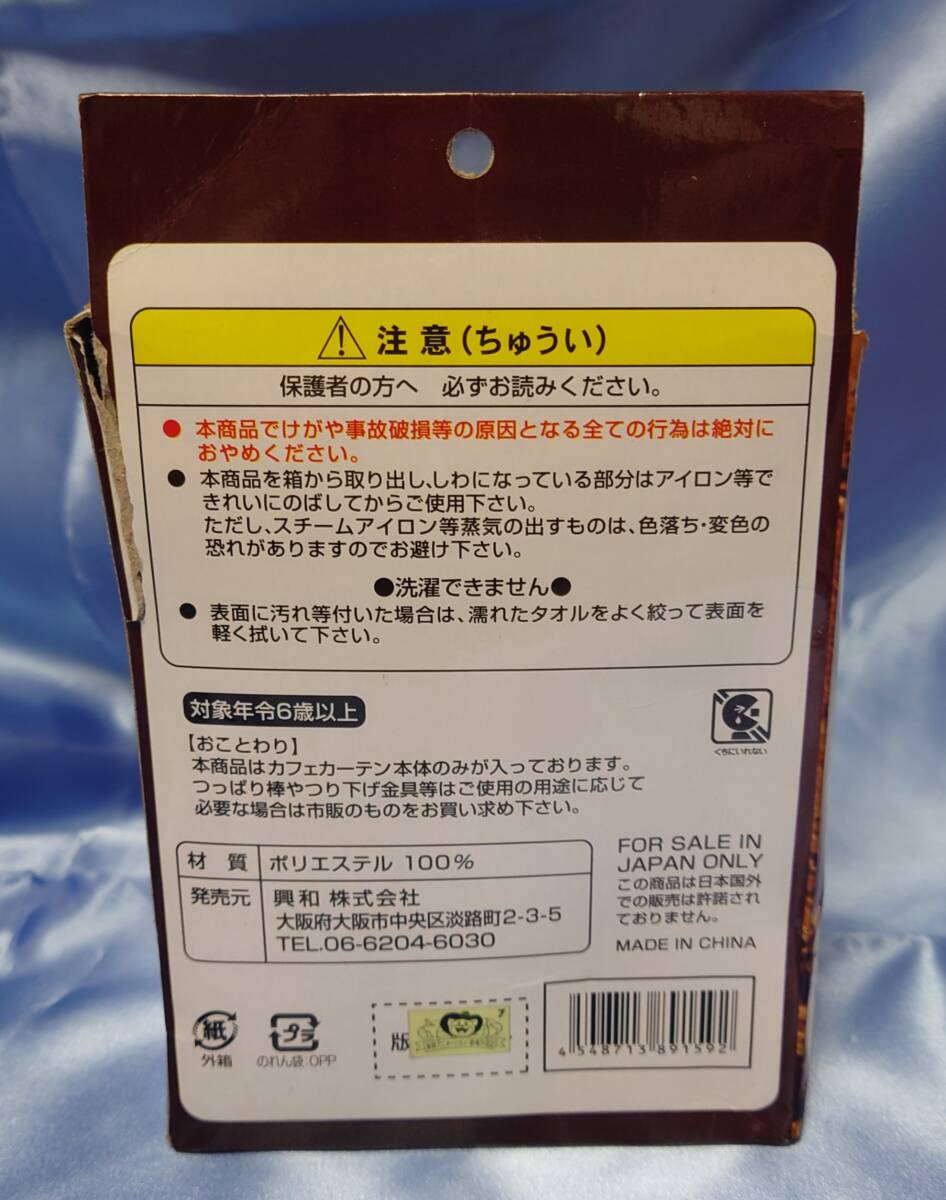 注意(ちゅうい)
保護者の方へ 必ずお読みください。
● 本商品でけがや事故破損等の原因となる全ての行為は絶対に
おやめください。
● 本商品を箱から取り出し、しわになっている部分はアイロン等で
きれいにのばしてからご使用下さい。
ただし、スチームアイロン等蒸気の出すものは、色落ち・変色の
恐れがありますのでお避け下さい。
●洗濯できません●
● 表面に汚れ等付いた場合は、濡れたタオルをよく絞って表面を
軽く拭いて下さい。
対象年令6歳以上
くちにいれない
【おことわり】
本商品はカフェカーテン本体のみが入っております。
つっぱり棒やつり下げ金具等はご使用の用途に応じて
必要な場合は市販のものをお買い求め下さい。
材質 ポリエステル 100%
発売元 興和 株式会社
大阪府大阪市中央区淡路町2-3-5
TEL.06-6204-6030
FOR SALE IN
JAPAN ONLY
この商品は日本国外
での販売は許諾され
ておりません。
MADE IN CHINA
紙
外箱
プラ
のれん袋:OPP
版
7
4 548713 891592